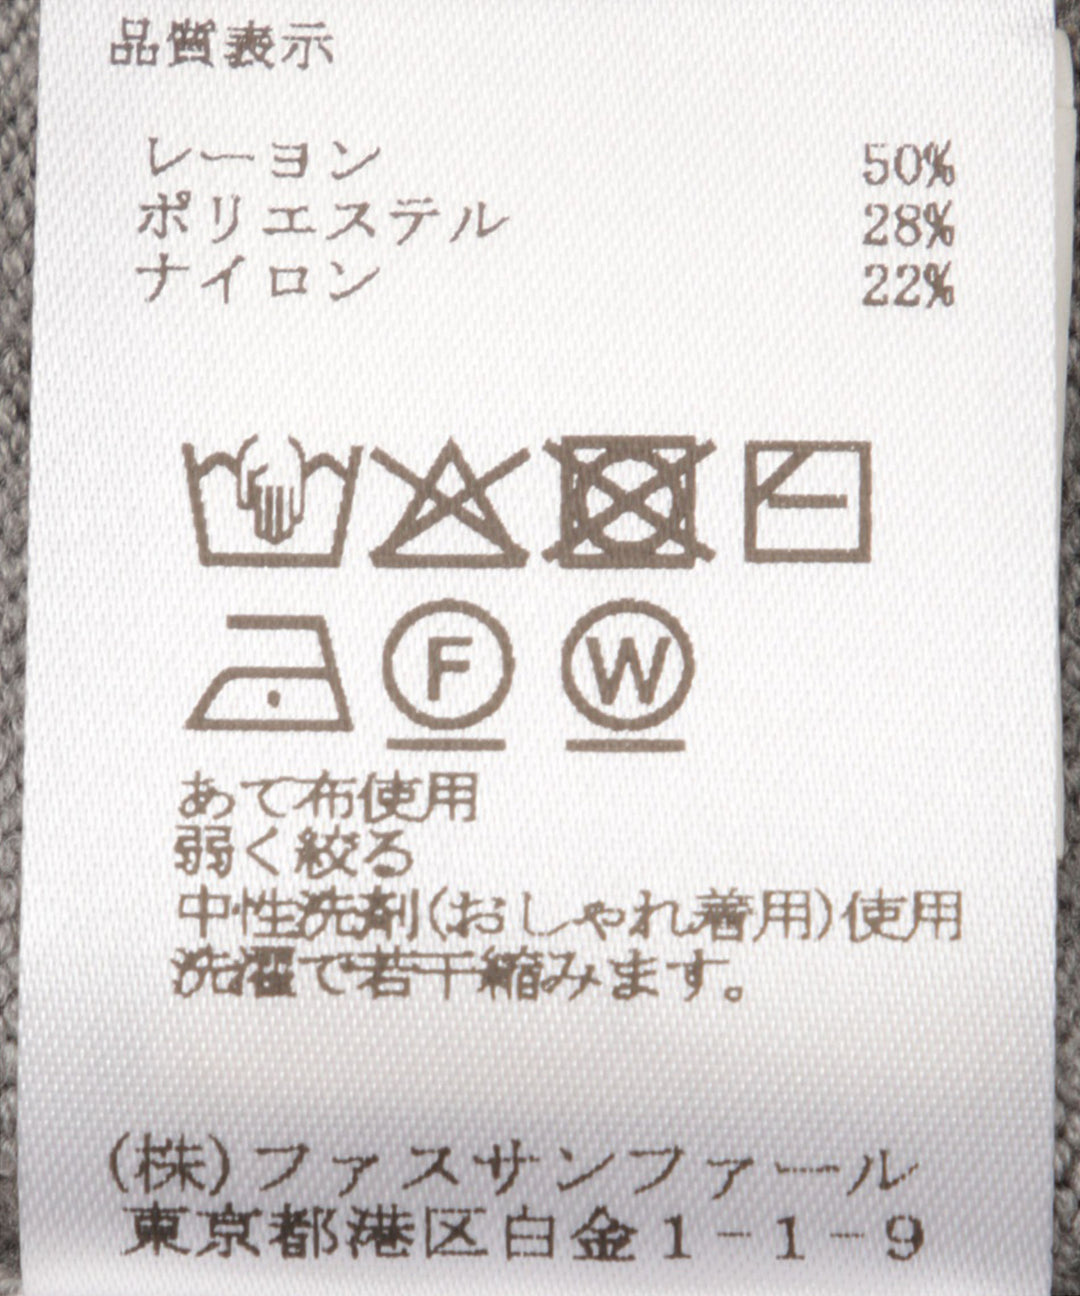 品質表示
レーヨン 50%
ポリエステル 28%
ナイロン 22%
F W
あて布使用
弱く絞る
中性洗剤(おしゃれ着用)使用
洗濯で若干縮みます。
(株)ファスサンファール
東京都港区白金1-1-9